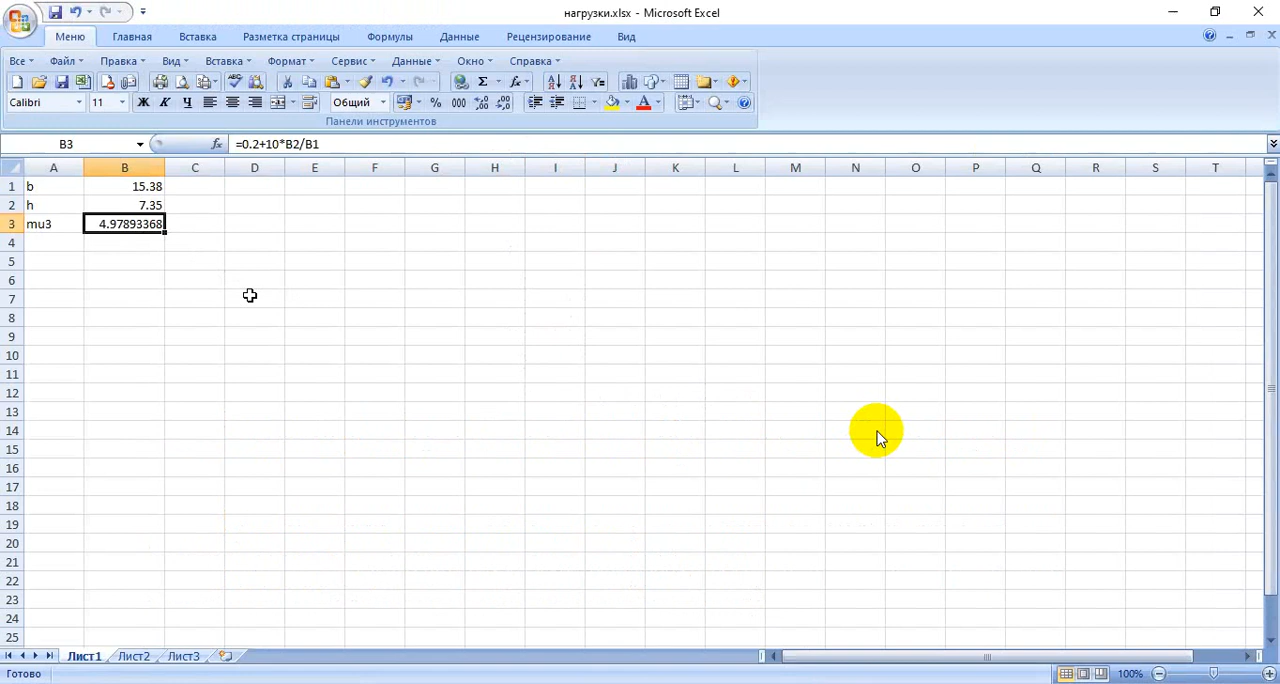 нагрузки.xlsx - Microsoft Excel
Меню Главная Вставка Разметка страницы Формулы Данные Рецензирование Вид
Все Файл Правка Вид Вставка Формат Сервис Данные Окно Справка
Calibri 11 Ж К Ч Общий % 000
Панели инструментов
B3 fx =0.2+10*B2/B1
A B C D E F G H I J K L M N O P Q R S T
1 b 15.38
2 h 7.35
3 mu3 4.97893368
4
5
6
7
8
9
10
11
12
13
14
15
16
17
18
19
20
21
22
23
24
25
Лист1 Лист2 Лист3
Готово 100%